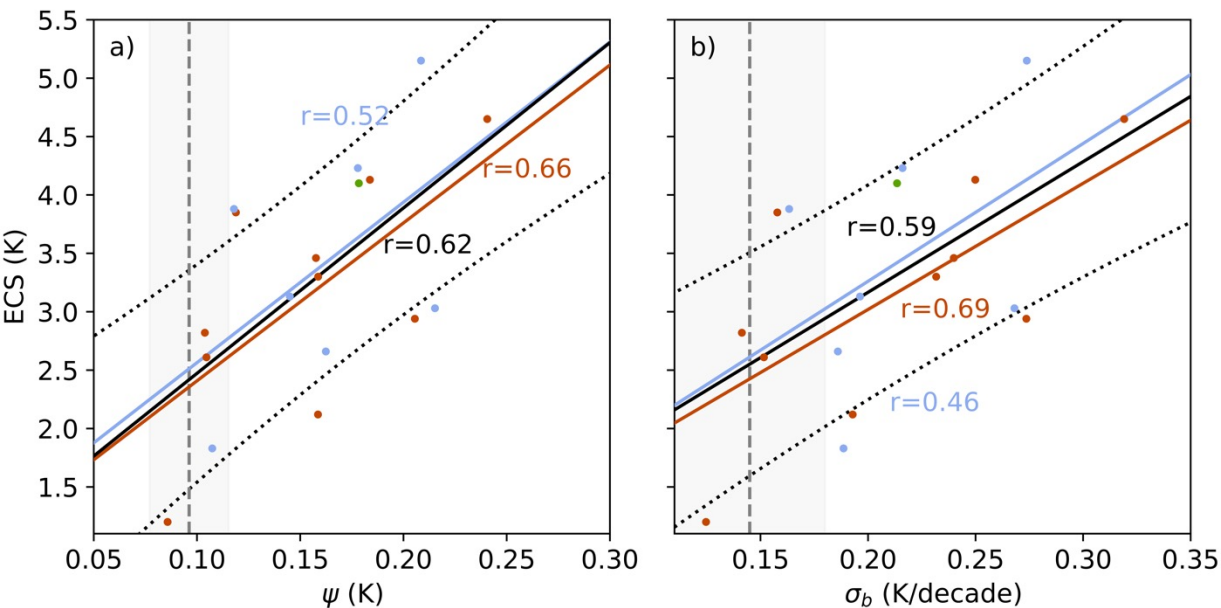 a)
b)
5.5
5.0
4.5
4.0
3.5
3.0
2.5
2.0
1.5
ECS (K)
r=0.52
r=0.66
r=0.62
r=0.59
r=0.69
r=0.46
0.05 0.10 0.15 0.20 0.25 0.30
0.15 0.20 0.25 0.30 0.35
ψ (K)
σb (K/decade)